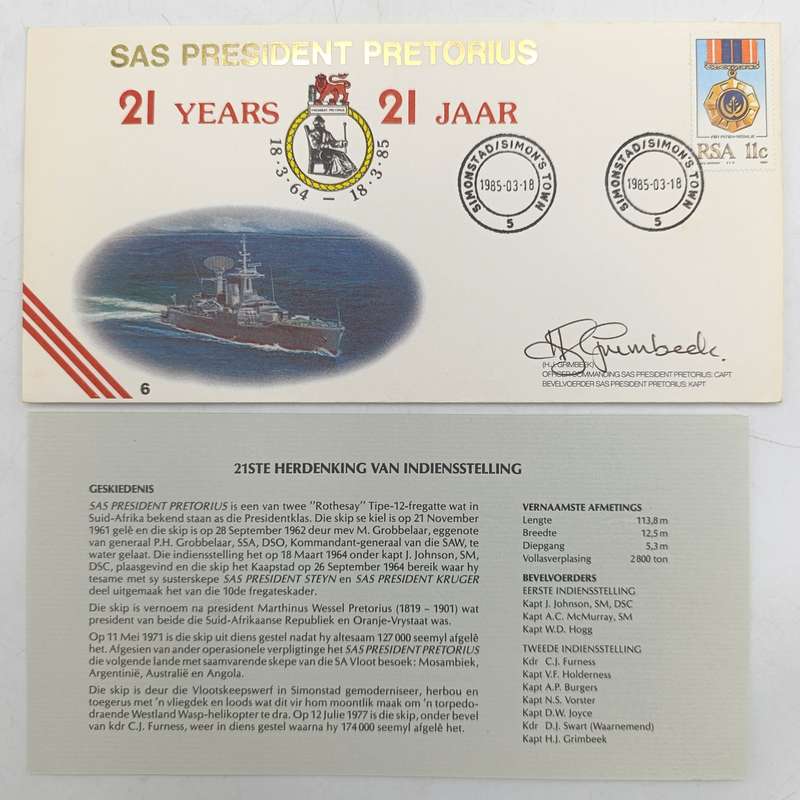 SAS PRESIDENT PRETORIUS
21 YEARS 21 JAAR
PRESIDENT PRETORIUS
18·3·64 – 18·3·85
SIMONSTAD/SIMON'S TOWN
1985-03-18
5
SIMONSTAD/SIMON'S TOWN
1985-03-18
5
RSA 11c
H J Grimbeek.
(H.J. GRIMBEEK)
OFFICER COMMANDING SAS PRESIDENT PRETORIUS: CAPT
BEVELVOERDER SAS PRESIDENT PRETORIUS: KAPT
6
21STE HERDENKING VAN INDIENSSTELLING
GESKIEDENIS
SAS PRESIDENT PRETORIUS is een van twee "Rothesay" Tipe-12-fregatte wat in
Suid-Afrika bekend staan as die Presidentklas. Die skip se kiel is op 21 November
1961 gelê en die skip is op 28 September 1962 deur mev M. Grobbelaar, eggenote
van generaal P.H. Grobbelaar, SSA, DSO, Kommandant-generaal van die SAW, te
water gelaat. Die indiensstelling het op 18 Maart 1964 onder kapt J. Johnson, SM,
DSC, plaasgevind en die skip het Kaapstad op 26 September 1964 bereik waar hy
tesame met sy susterskepe SAS PRESIDENT STEYN en SAS PRESIDENT KRUGER
deel uitgemaak het van die 10de fregateskader.
Die skip is vernoem na president Marthinus Wessel Pretorius (1819 – 1901) wat
president van beide die Suid-Afrikaanse Republiek en Oranje-Vrystaat was.
Op 11 Mei 1971 is die skip uit diens gestel nadat hy altesaam 127 000 seemyl afgelê
het. Afgesien van ander operasionele verpligtinge het SAS PRESIDENT PRETORIUS
die volgende lande met saamvarende skepe van die SA Vloot besoek: Mosambiek,
Argentinië, Australië en Angola.
Die skip is deur die Vlootskeepswerf in Simonstad gemoderniseer, herbou en
toegerus met 'n vliegdek en loods wat dit vir hom moontlik maak om 'n torpedo-
draende Westland Wasp-helikopter te dra. Op 12 Julie 1977 is die skip, onder bevel
van kdr C.J. Furness, weer in diens gestel waarna hy 174 000 seemyl afgelê het.
VERNAAMSTE AFMETINGS
Lengte 113,8 m
Breedte 12,5 m
Diepgang 5,3 m
Vollasverplasing 2 800 ton
BEVELVOERDERS
EERSTE INDIENSSTELLING
Kapt J. Johnson, SM, DSC
Kapt A.C. McMurray, SM
Kapt W.D. Hogg
TWEEDE INDIENSSTELLING
Kdr C.J. Furness
Kapt V.F. Holderness
Kapt A.P. Burgers
Kapt N.S. Vorster
Kapt D.W. Joyce
Kdr D.J. Swart (Waarnemend)
Kapt H.J. Grimbeek